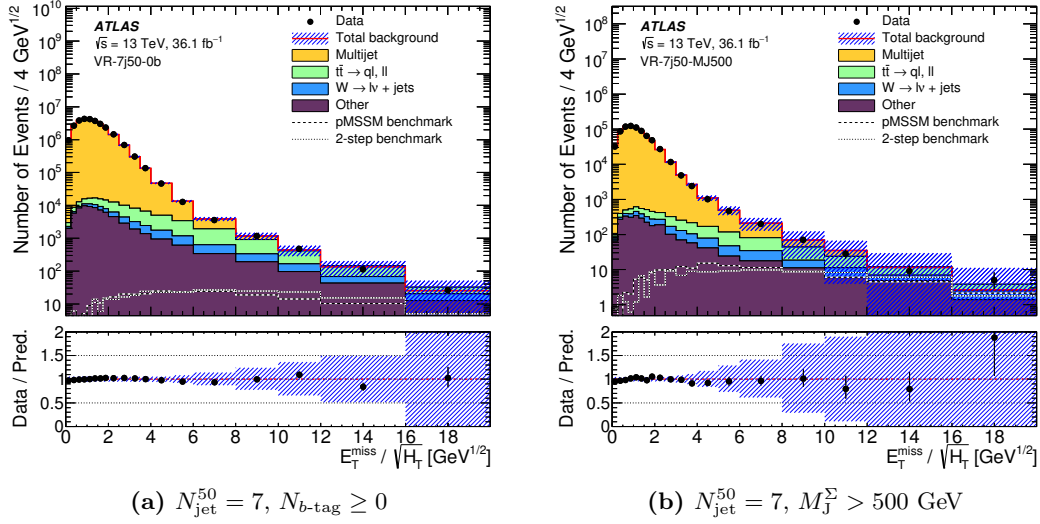 Number of Events / 4 GeV^{1/2}
10^{10}
10^9
10^8
10^7
10^6
10^5
10^4
10^3
10^2
10
ATLAS
√s = 13 TeV, 36.1 fb^{-1}
VR-7j50-0b
Data
Total background
Multijet
tt̄ → ql, ll
W → lν + jets
Other
pMSSM benchmark
2-step benchmark
Data / Pred.
2
1.5
1
0.5
0
0 2 4 6 8 10 12 14 16 18
E_T^{miss} / √H_T [GeV^{1/2}]
(a) N_{jet}^{50} = 7, N_{b-tag} ≥ 0
Number of Events / 4 GeV^{1/2}
10^8
10^7
10^6
10^5
10^4
10^3
10^2
10
1
ATLAS
√s = 13 TeV, 36.1 fb^{-1}
VR-7j50-MJ500
Data
Total background
Multijet
tt̄ → ql, ll
W → lν + jets
Other
pMSSM benchmark
2-step benchmark
Data / Pred.
2
1.5
1
0.5
0
0 2 4 6 8 10 12 14 16 18
E_T^{miss} / √H_T [GeV^{1/2}]
(b) N_{jet}^{50} = 7, M_J^Σ > 500 GeV